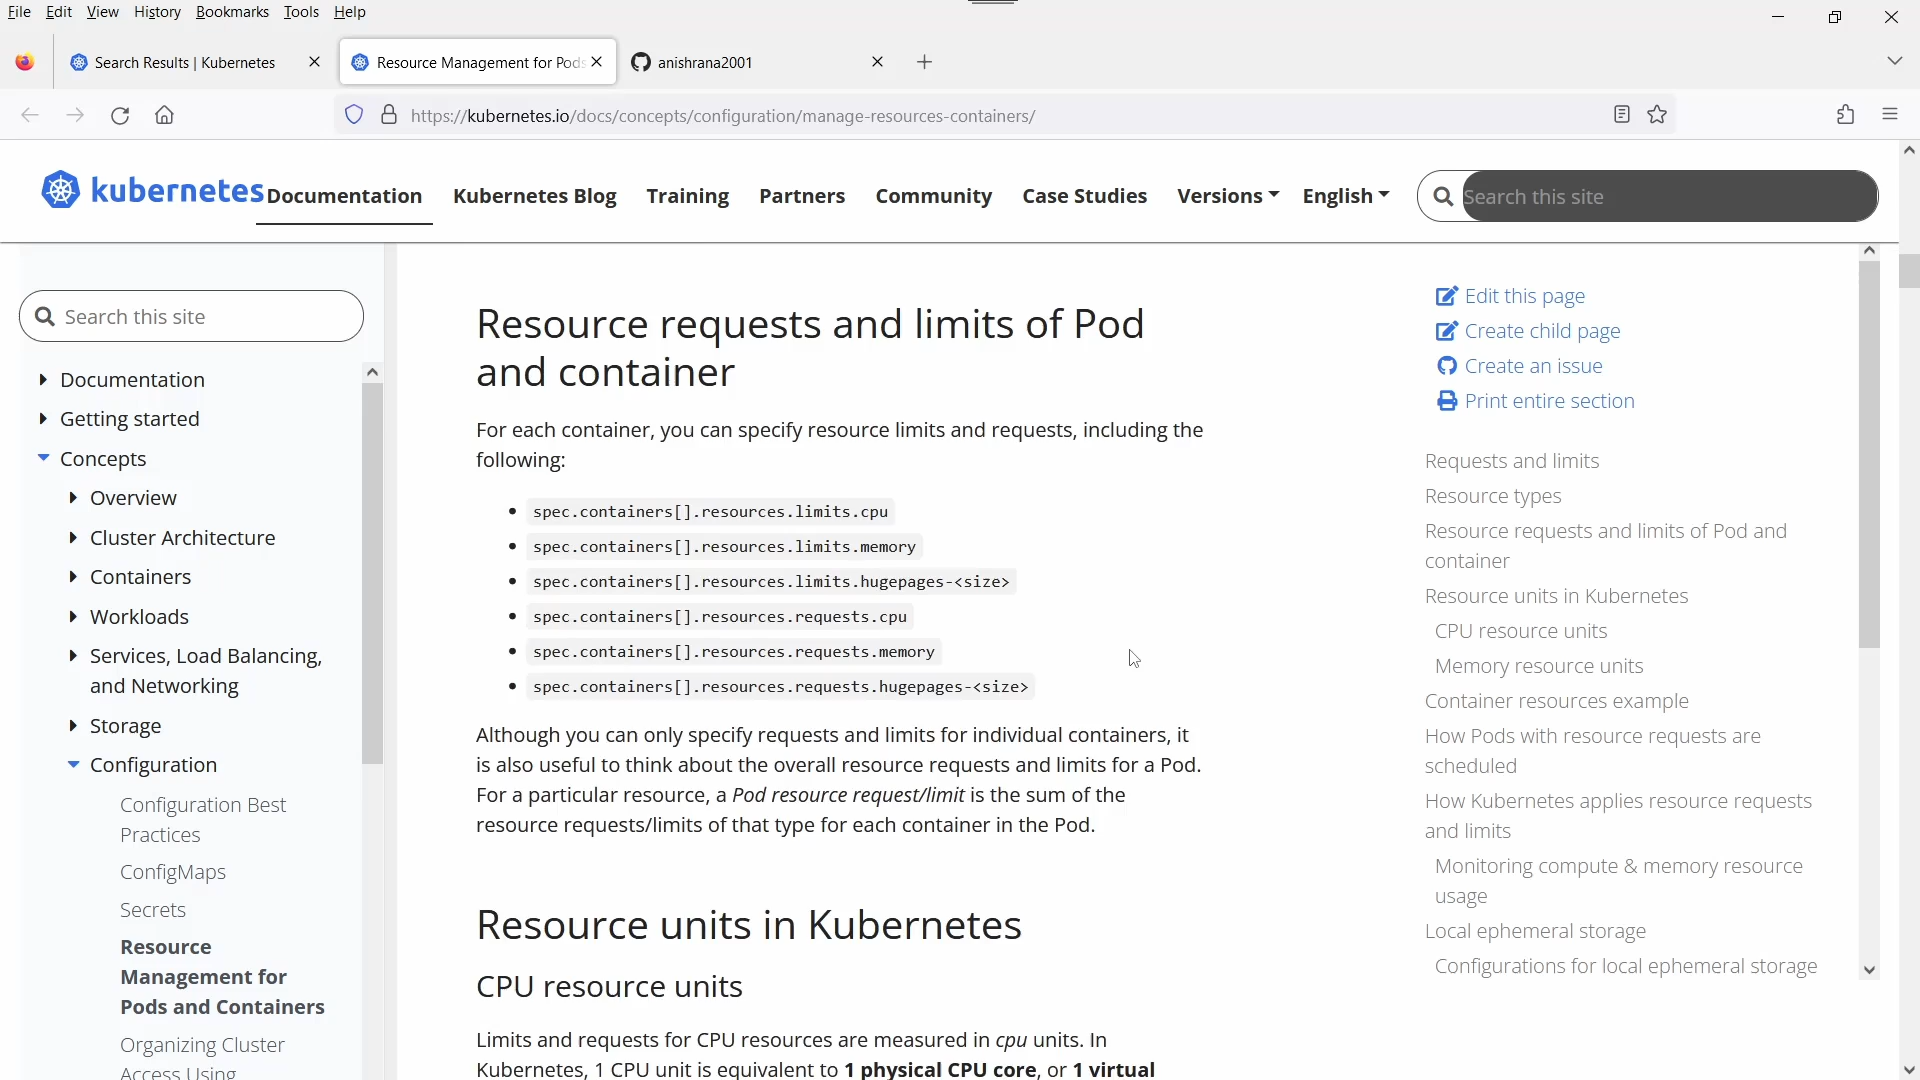 File Edit View History Bookmarks Tools Help
Search Results | Kubernetes
Resource Management for Pods
anishrana2001
https://kubernetes.io/docs/concepts/configuration/manage-resources-containers/
kubernetes
Documentation
Kubernetes Blog
Training
Partners
Community
Case Studies
Versions
English
Search this site
Search this site
Documentation
Getting started
Concepts
Overview
Cluster Architecture
Containers
Workloads
Services, Load Balancing,
and Networking
Storage
Configuration
Configuration Best
Practices
ConfigMaps
Secrets
Resource
Management for
Pods and Containers
Organizing Cluster
Access Using
Resource requests and limits of Pod
and container
For each container, you can specify resource limits and requests, including the
following:
• spec.containers[].resources.limits.cpu
• spec.containers[].resources.limits.memory
• spec.containers[].resources.limits.hugepages-<size>
• spec.containers[].resources.requests.cpu
• spec.containers[].resources.requests.memory
• spec.containers[].resources.requests.hugepages-<size>
Although you can only specify requests and limits for individual containers, it
is also useful to think about the overall resource requests and limits for a Pod.
For a particular resource, a Pod resource request/limit is the sum of the
resource requests/limits of that type for each container in the Pod.
Resource units in Kubernetes
CPU resource units
Limits and requests for CPU resources are measured in cpu units. In
Kubernetes, 1 CPU unit is equivalent to 1 physical CPU core, or 1 virtual
Edit this page
Create child page
Create an issue
Print entire section
Requests and limits
Resource types
Resource requests and limits of Pod and
container
Resource units in Kubernetes
CPU resource units
Memory resource units
Container resources example
How Pods with resource requests are
scheduled
How Kubernetes applies resource requests
and limits
Monitoring compute & memory resource
usage
Local ephemeral storage
Configurations for local ephemeral storage